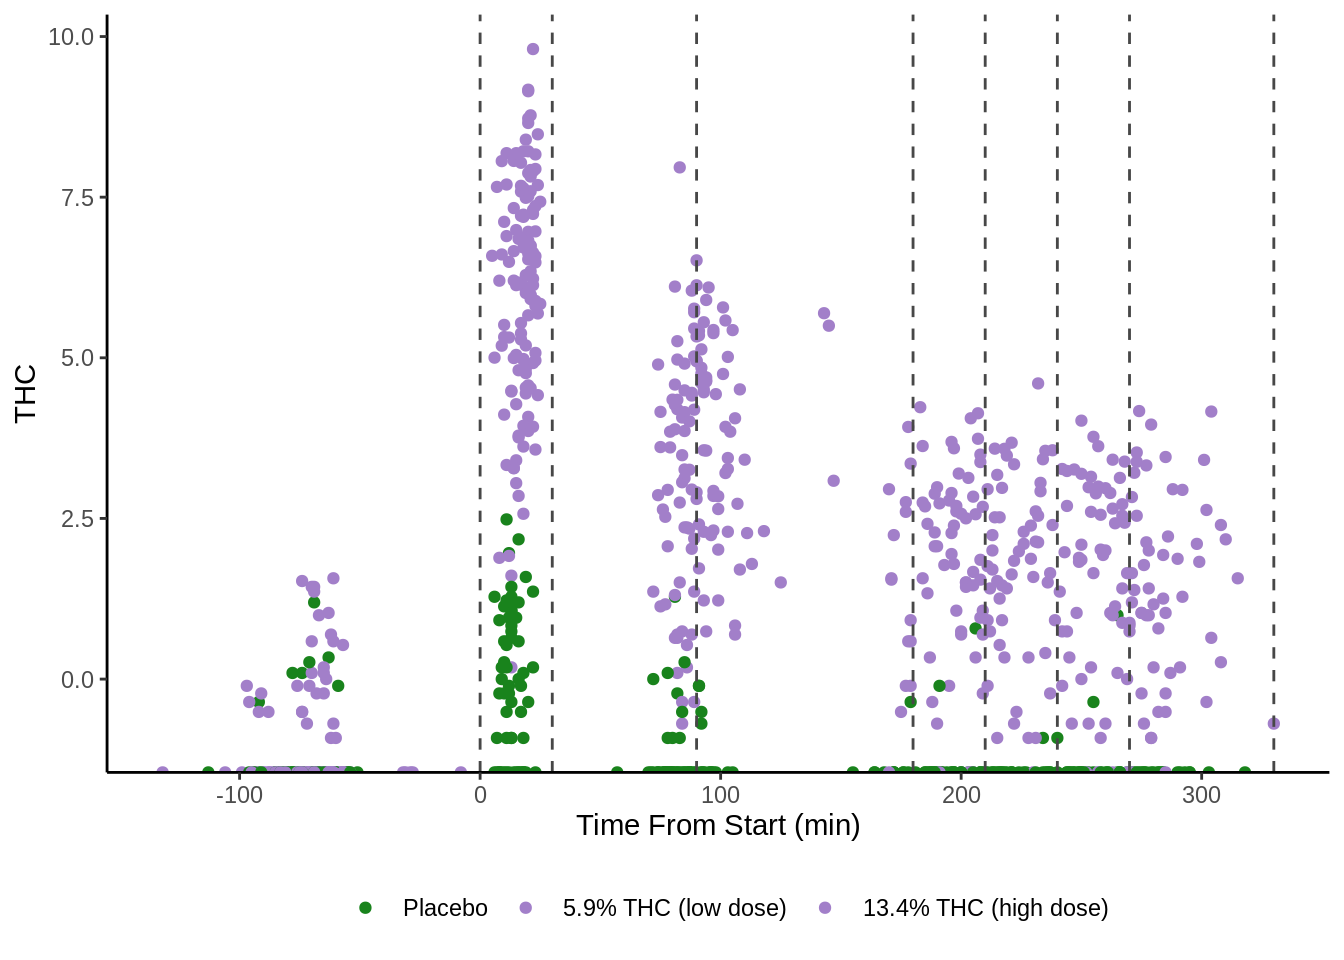 10.0
7.5
5.0
2.5
0.0
THC
-100 0 100 200 300
Time From Start (min)
Placebo 5.9% THC (low dose) 13.4% THC (high dose)